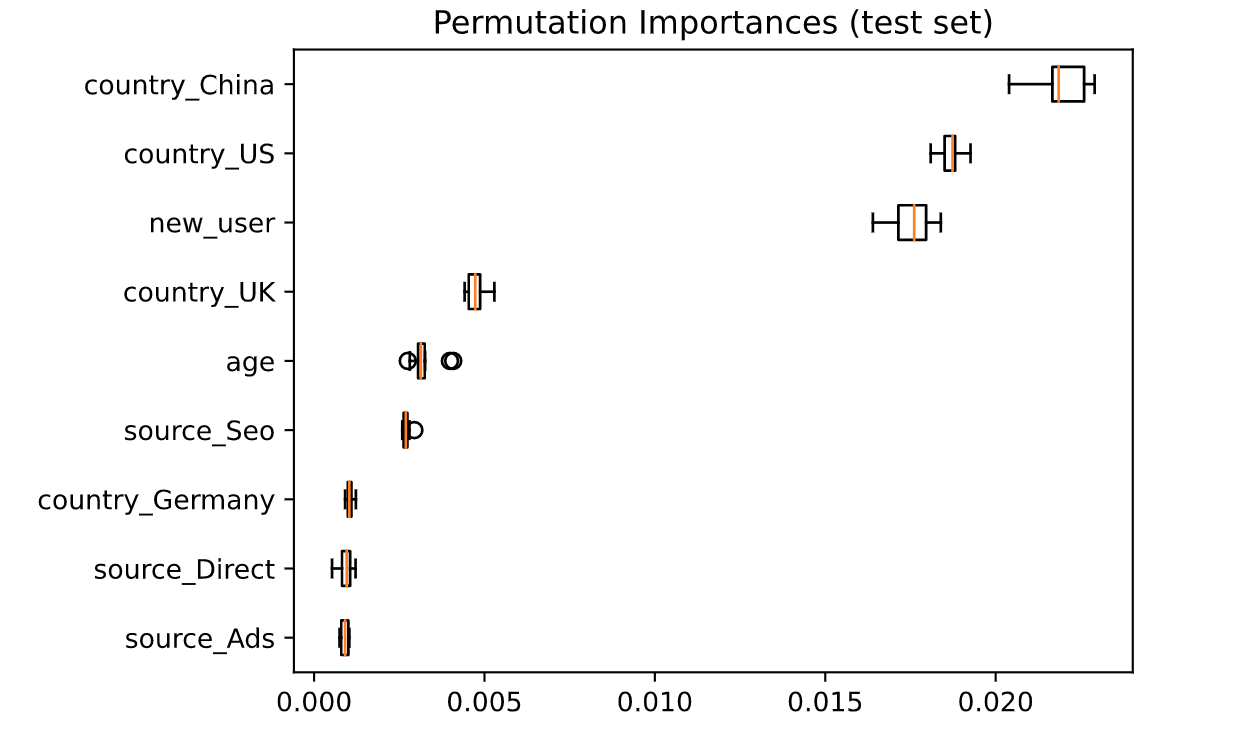 Permutation Importances (test set)
country_China
country_US
new_user
country_UK
age
source_Seo
country_Germany
source_Direct
source_Ads
0.000 0.005 0.010 0.015 0.020